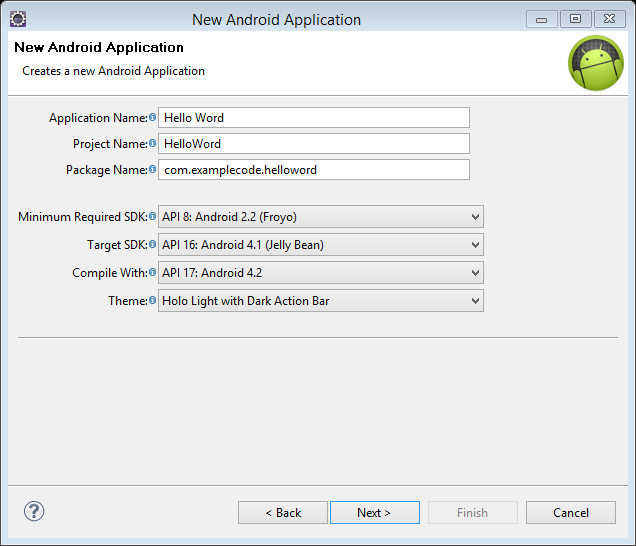 New Android Application
New Android Application
Creates a new Android Application
Application Name: Hello Word
Project Name: HelloWord
Package Name: com.examplecode.helloword
Minimum Required SDK: API 8: Android 2.2 (Froyo)
Target SDK: API 16: Android 4.1 (Jelly Bean)
Compile With: API 17: Android 4.2
Theme: Holo Light with Dark Action Bar
? < Back Next > Finish Cancel